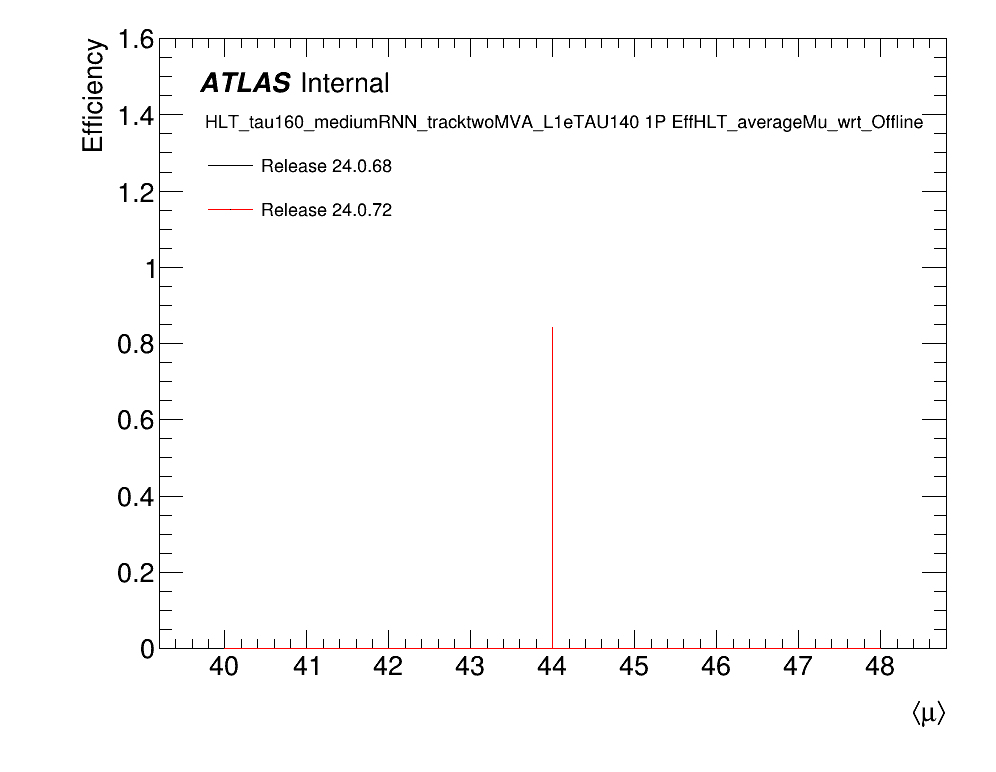 Efficiency
1.6
1.4
1.2
1
0.8
0.6
0.4
0.2
0
ATLAS Internal
HLT_tau160_mediumRNN_tracktwoMVA_L1eTAU140 1P EffHLT_averageMu_wrt_Offline
Release 24.0.68
Release 24.0.72
40 41 42 43 44 45 46 47 48
⟨μ⟩